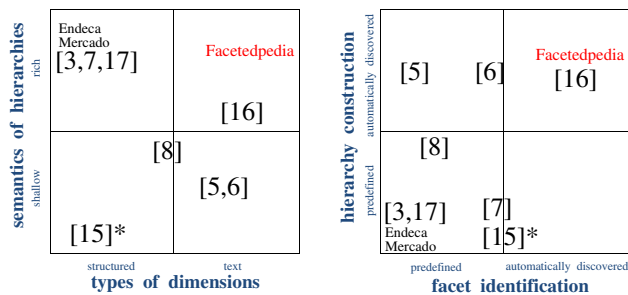 semantics of hierarchies
rich
shallow
Endeca
Mercado
[3,7,17]
Facetedpedia
[16]
[8]
[5,6]
[15]*
structured
text
types of dimensions
hierarchy construction
automatically discovered
predefined
Facetedpedia
[5]
[6]
[16]
[8]
[3,17]
[7]
Endeca
Mercado
[15]*
predefined
automatically discovered
facet identification